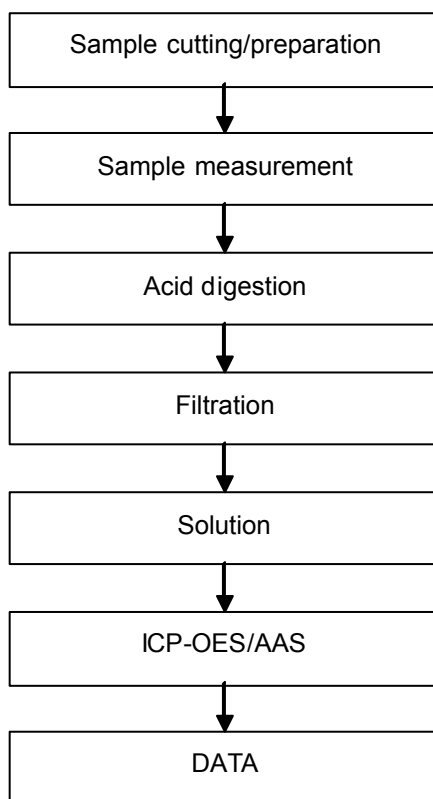 Sample cutting/preparation
Sample measurement
Acid digestion
Filtration
Solution
ICP-OES/AAS
DATA